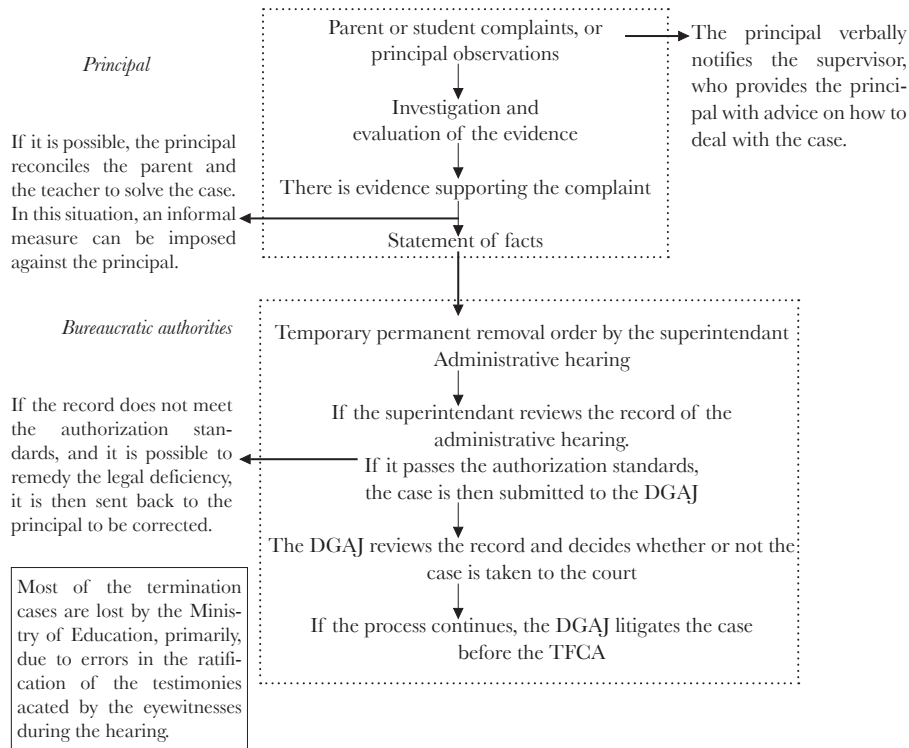 Parent or student complaints, or
principal observations
The principal verbally
notifies the supervisor,
who provides the princi-
pal with advice on how to
deal with the case.
Principal
Investigation and
evaluation of the evidence
If it is possible, the principal
reconciles the parent and
the teacher to solve the case.
In this situation, an informal
measure can be imposed
against the principal.
There is evidence supporting the complaint
Statement of facts
Bureaucratic authorities
Temporary permanent removal order by the superintendant
Administrative hearing
If the record does not meet
the authorization stan-
dards, and it is possible to
remedy the legal deficiency,
it is then sent back to the
principal to be corrected.
If the superintendant reviews the record of the
administrative hearing.
If it passes the authorization standards,
the case is then submitted to the DGAJ
The DGAJ reviews the record and decides whether or not the
case is taken to the court
If the process continues, the DGAJ litigates the case
before the TFCA
Most of the termination
cases are lost by the Minis-
try of Education, primarily,
due to errors in the ratifi-
cation of the testimonies
acated by the eyewitnesses
during the hearing.